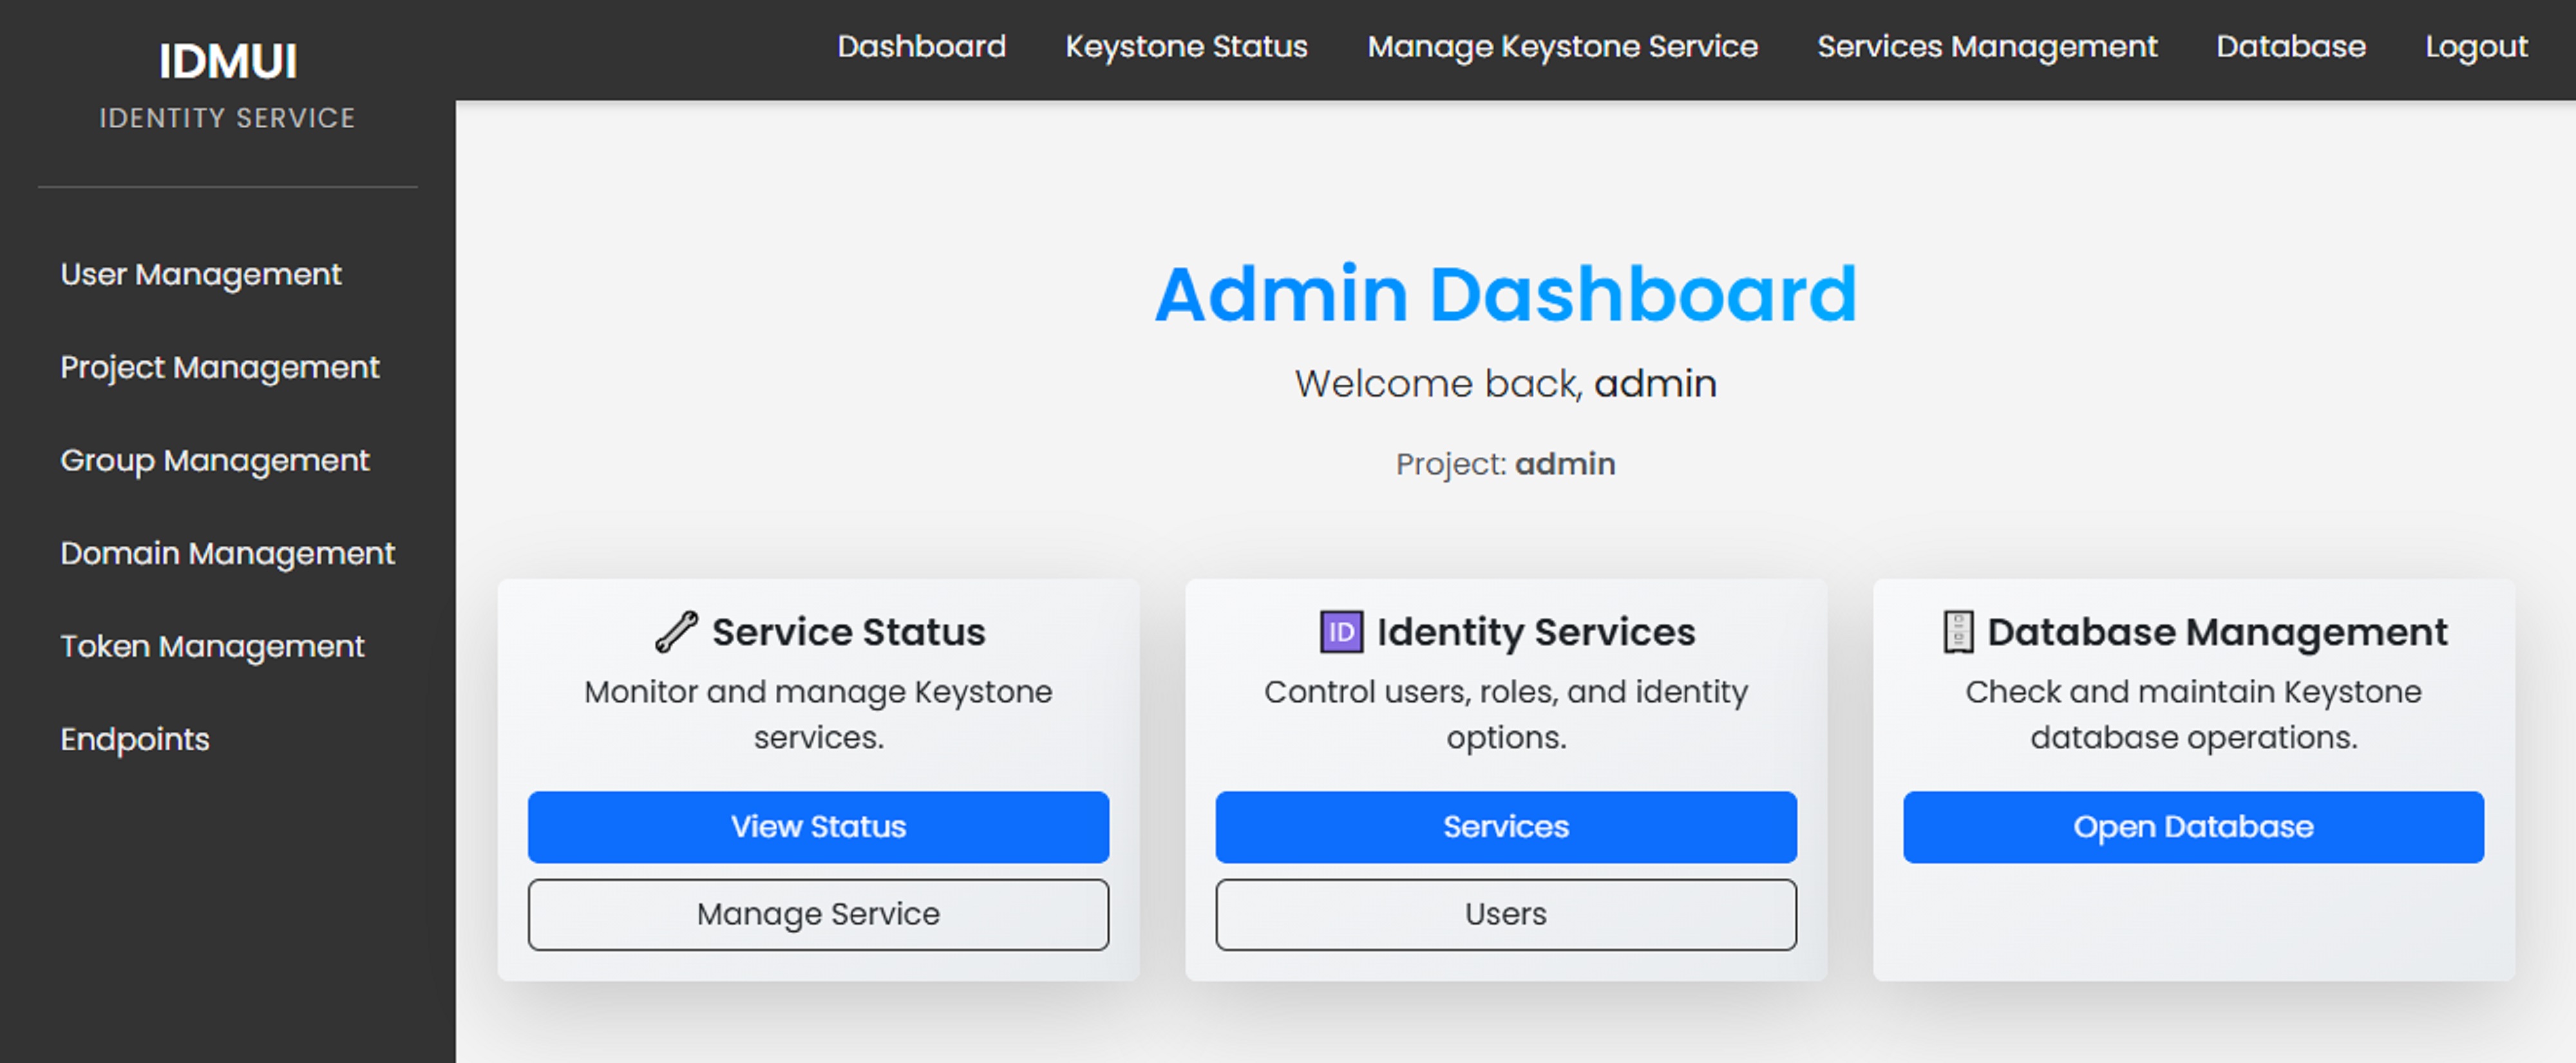 IDMUI
IDENTITY SERVICE
User Management
Project Management
Group Management
Domain Management
Token Management
Endpoints
Dashboard Keystone Status Manage Keystone Service Services Management Database Logout
Admin Dashboard
Welcome back, admin
Project: admin
Service Status
Monitor and manage Keystone
services.
View Status
Manage Service
ID Identity Services
Control users, roles, and identity
options.
Services
Users
Database Management
Check and maintain Keystone
database operations.
Open Database